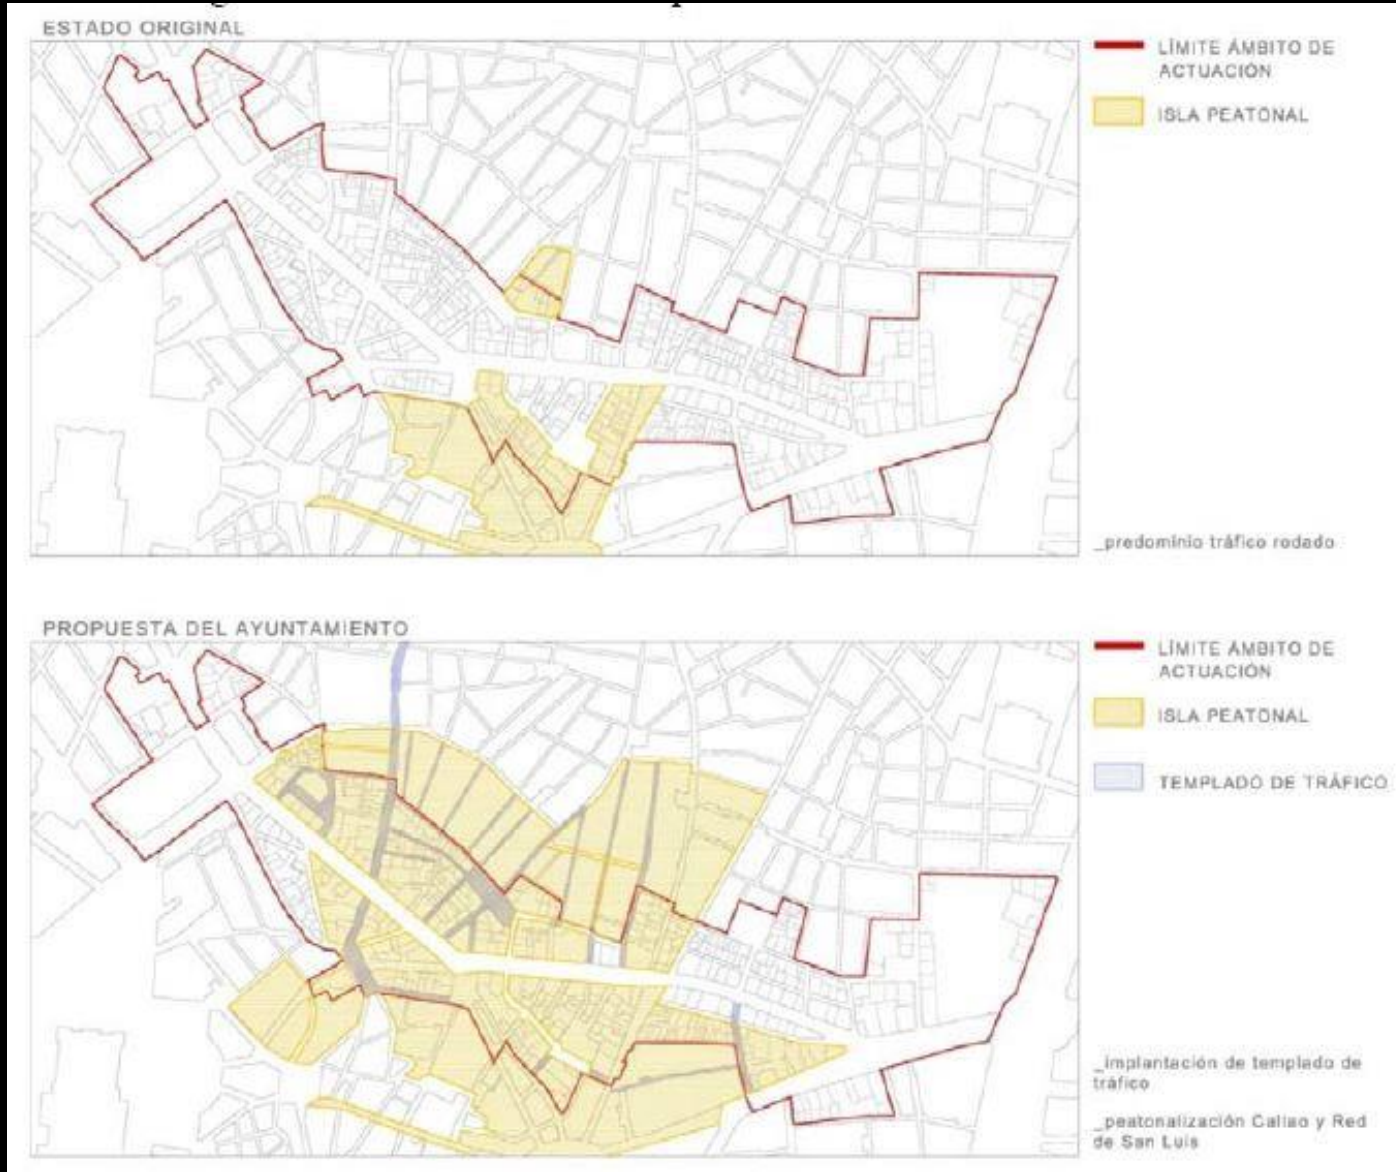 ESTADO ORIGINAL
LÍMITE ÁMBITO DE
ACTUACIÓN
ISLA PEATONAL
_predominio tráfico rodado
PROPUESTA DEL AYUNTAMIENTO
LÍMITE ÁMBITO DE
ACTUACIÓN
ISLA PEATONAL
TEMPLADO DE TRÁFICO
_implantación de templado de
tráfico
_peatonalización Callao y Red
de San Luis